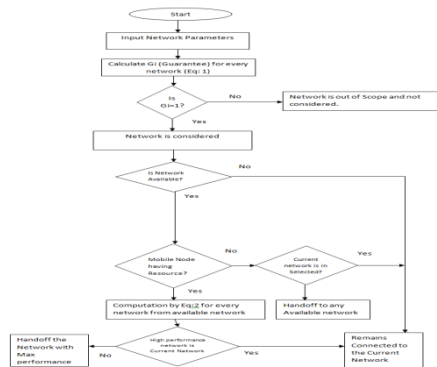 Start
Input Network Parameters
Calculate Gi (Guarantee) for every
network (Eq: 1)
Is
Gi=1?
No
Network is out of Scope and not
considered.
Yes
Network is considered
Is Network
Available?
No
Yes
Mobile Node
having
Resource?
No
Current
network is in
Selected?
Yes
Yes
Computation by Eq:2 for every
network from available network
Handoff to any
Available network
Handoff the
Network with
Max
performance
No
High performance
network is
Current Network
Yes
Remains
Connected to
the Current
Network